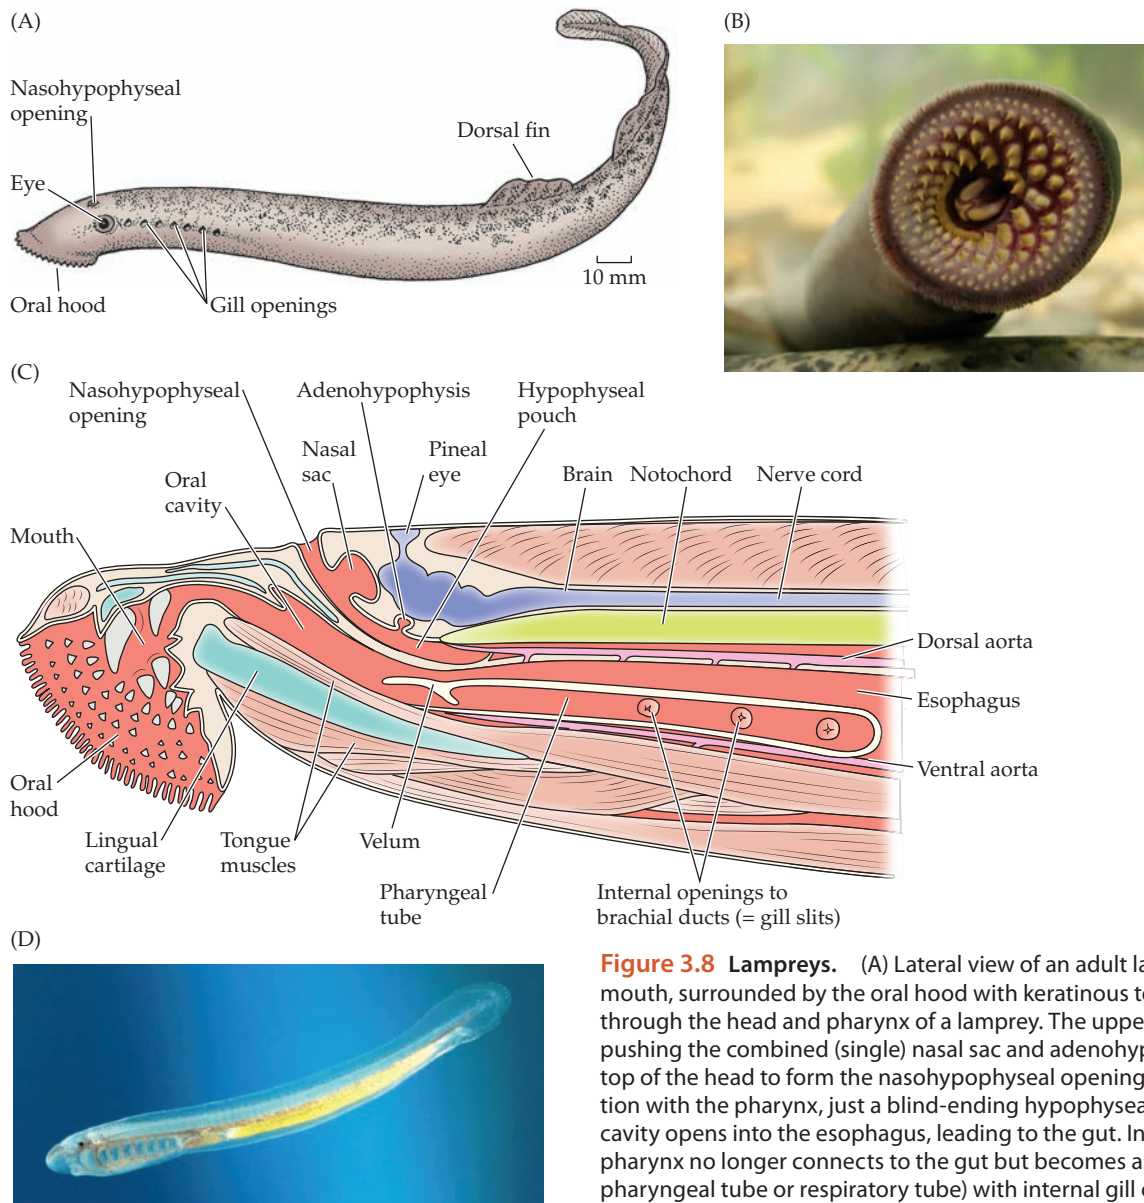 (A)
Nasohypophyseal
opening
Eye
Oral hood
Gill openings
Dorsal fin
10 mm
(B)
(C)
Nasohypophyseal
opening
Adenohypophysis
Hypophyseal
pouch
Nasal
sac
Pineal
eye
Oral
cavity
Brain
Notochord
Nerve cord
Mouth
Dorsal aorta
Esophagus
Ventral aorta
Oral
hood
Lingual
cartilage
Tongue
muscles
Velum
Pharyngeal
tube
Internal openings to
brachial ducts (= gill slits)
(D)
Figure 3.8 Lampreys. (A) Lateral view of an adult la
mouth, surrounded by the oral hood with keratinous te
through the head and pharynx of a lamprey. The uppe
pushing the combined (single) nasal sac and adenohyp
top of the head to form the nasohypophyseal opening
tion with the pharynx, just a blind-ending hypophysea
cavity opens into the esophagus, leading to the gut. In
pharynx no longer connects to the gut but becomes a
pharyngeal tube or respiratory tube) with internal gill